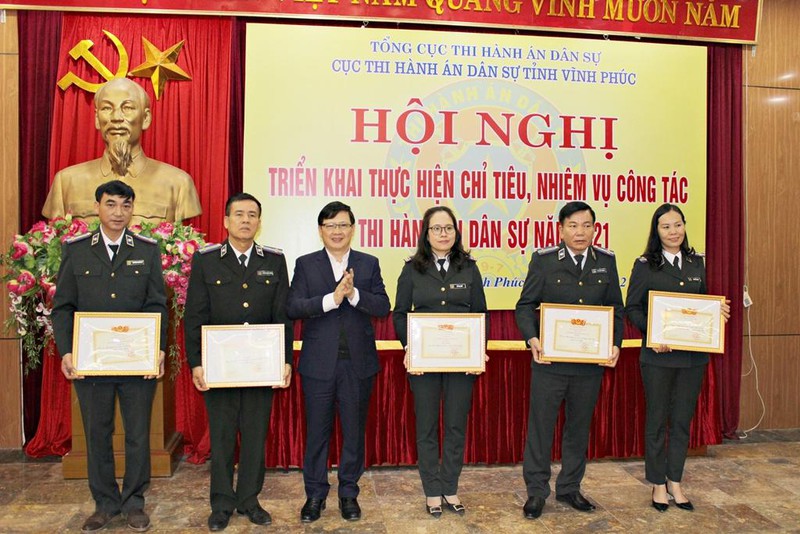 NAM QUANG VINH MUÔN NĂM
TỔNG CỤC THI HÀNH ÁN DÂN SỰ
CỤC THI HÀNH ÁN DÂN SỰ TỈNH VĨNH PHÚC
HỘI NGHỊ
TRIỂN KHAI THỰC HIỆN CHỈ TIÊU, NHIỆM VỤ CÔNG TÁC
THI HÀNH ÁN DÂN SỰ NĂM 21
Phúc